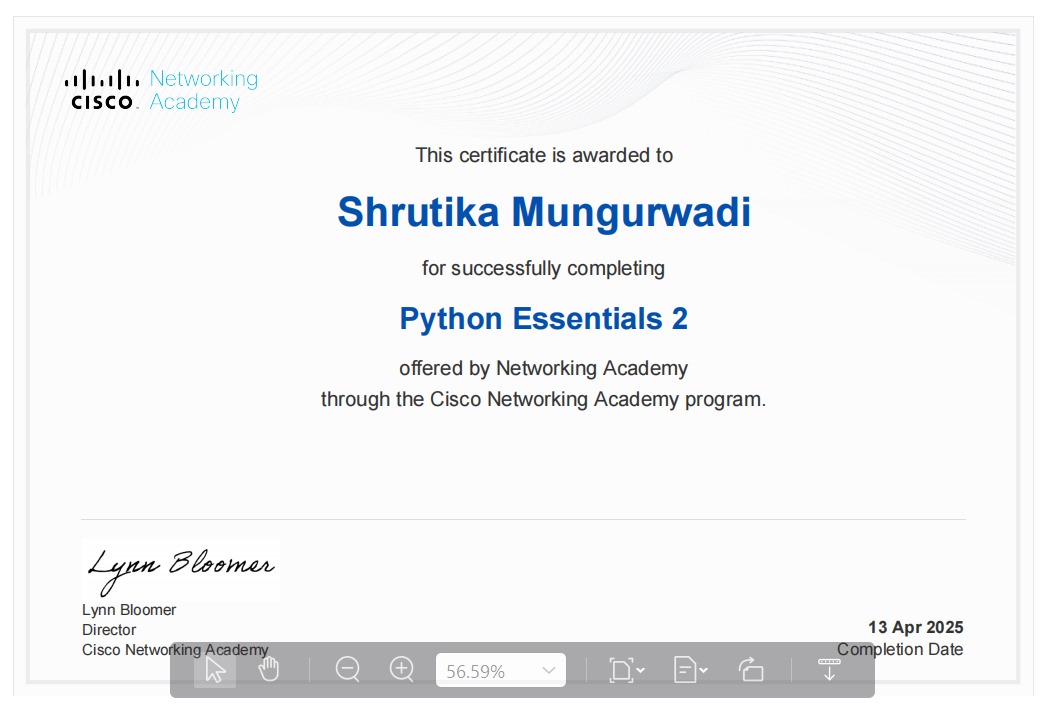 Networking
CISCO. Academy
This certificate is awarded to
Shrutika Mungurwadi
for successfully completing
Python Essentials 2
offered by Networking Academy
through the Cisco Networking Academy program.
Lynn Bloomer
Lynn Bloomer
Director
Cisco Networking Academy
13 Apr 2025
Completion Date
56.59%